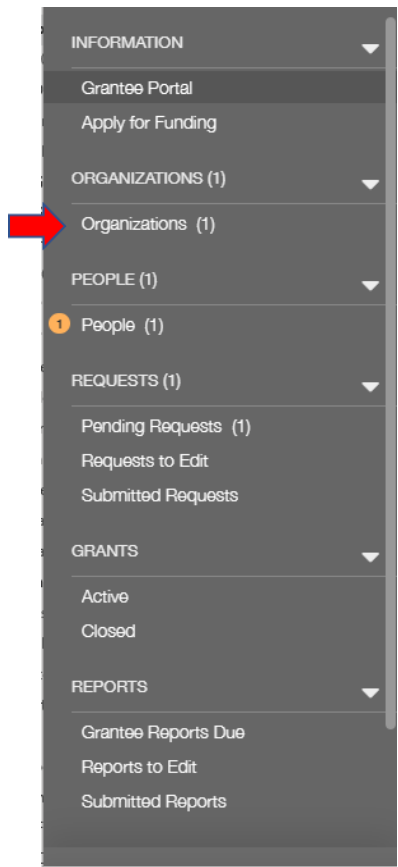 INFORMATION
Grantee Portal
Apply for Funding
ORGANIZATIONS (1)
Organizations (1)
PEOPLE (1)
1 People (1)
REQUESTS (1)
Pending Requests (1)
Requests to Edit
Submitted Requests
GRANTS
Active
Closed
REPORTS
Grantee Reports Due
Reports to Edit
Submitted Reports